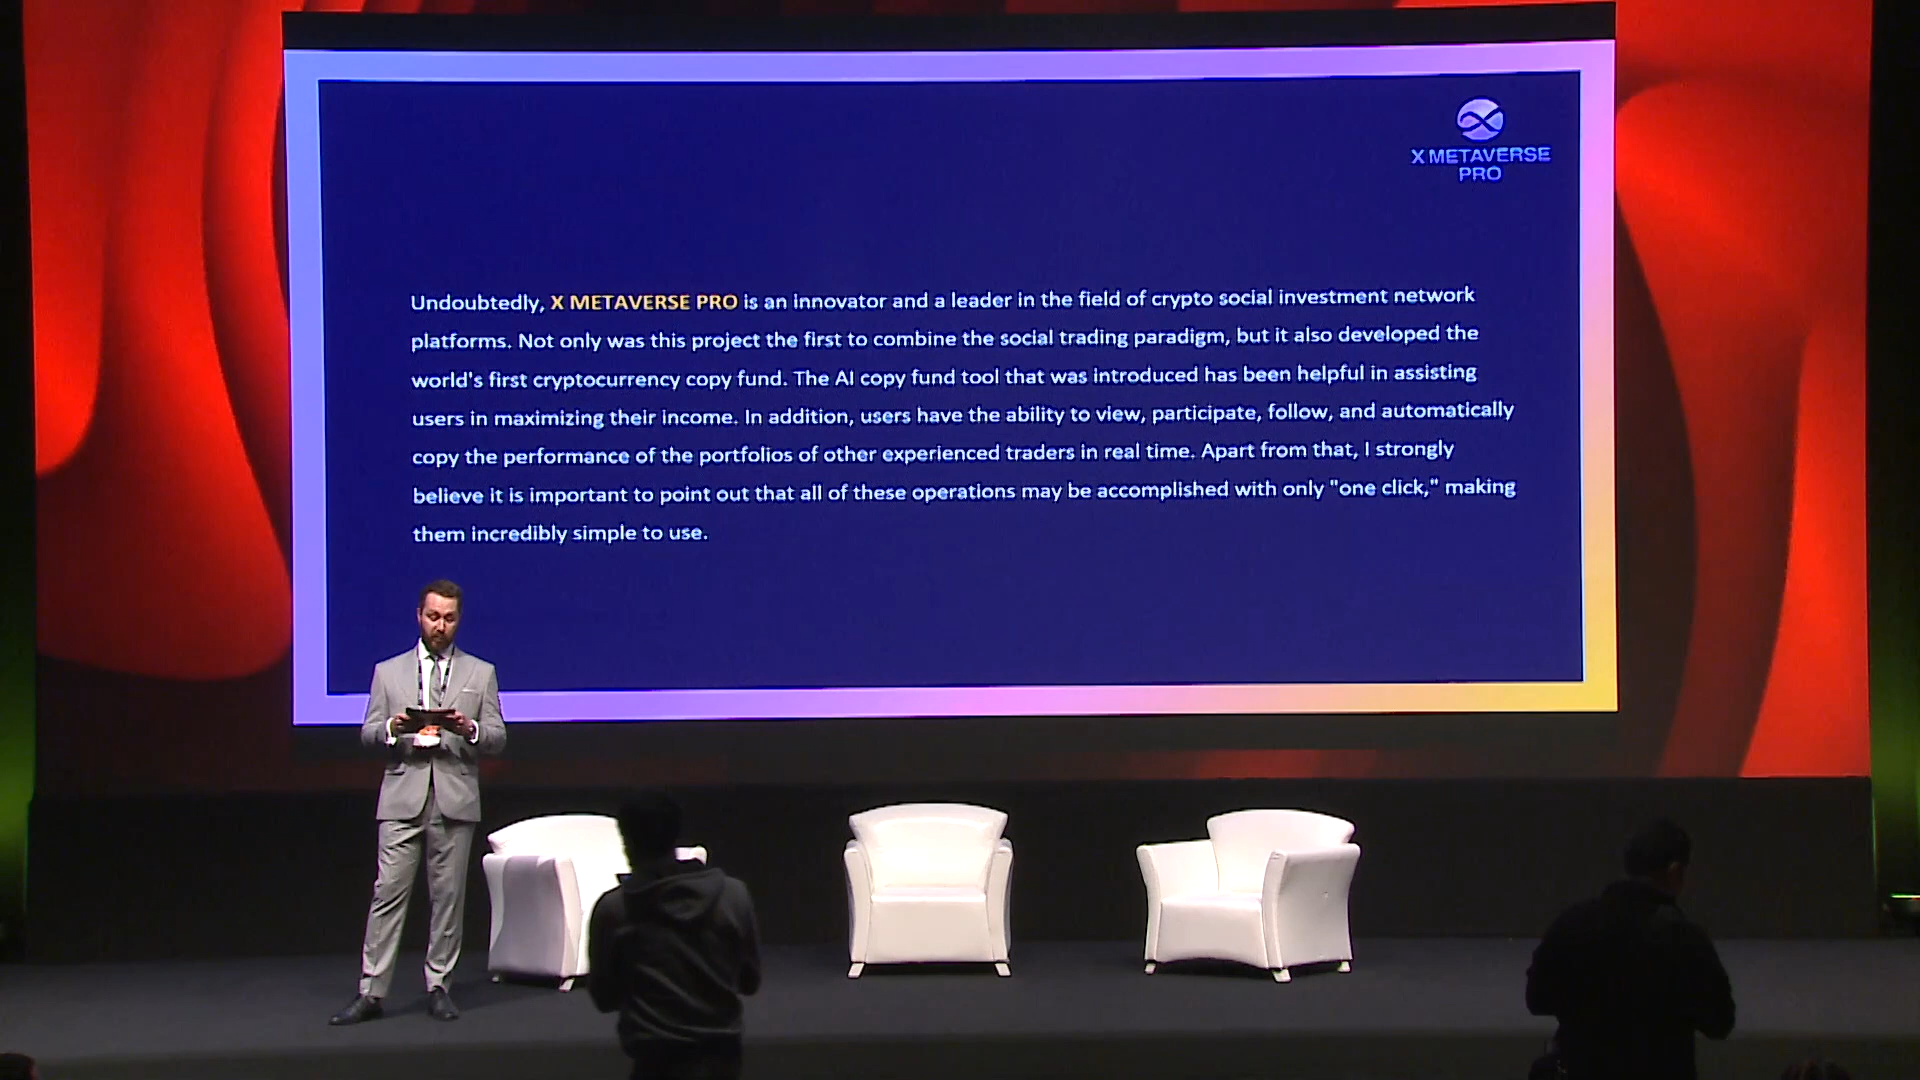 X METAVERSE
PRO
Undoubtedly, X METAVERSE PRO is an innovator and a leader in the field of crypto social investment network
platforms. Not only was this project the first to combine the social trading paradigm, but it also developed the
world's first cryptocurrency copy fund. The AI copy fund tool that was introduced has been helpful in assisting
users in maximizing their income. In addition, users have the ability to view, participate, follow, and automatically
copy the performance of the portfolios of other experienced traders in real time. Apart from that, I strongly
believe it is important to point out that all of these operations may be accomplished with only "one click," making
them incredibly simple to use.